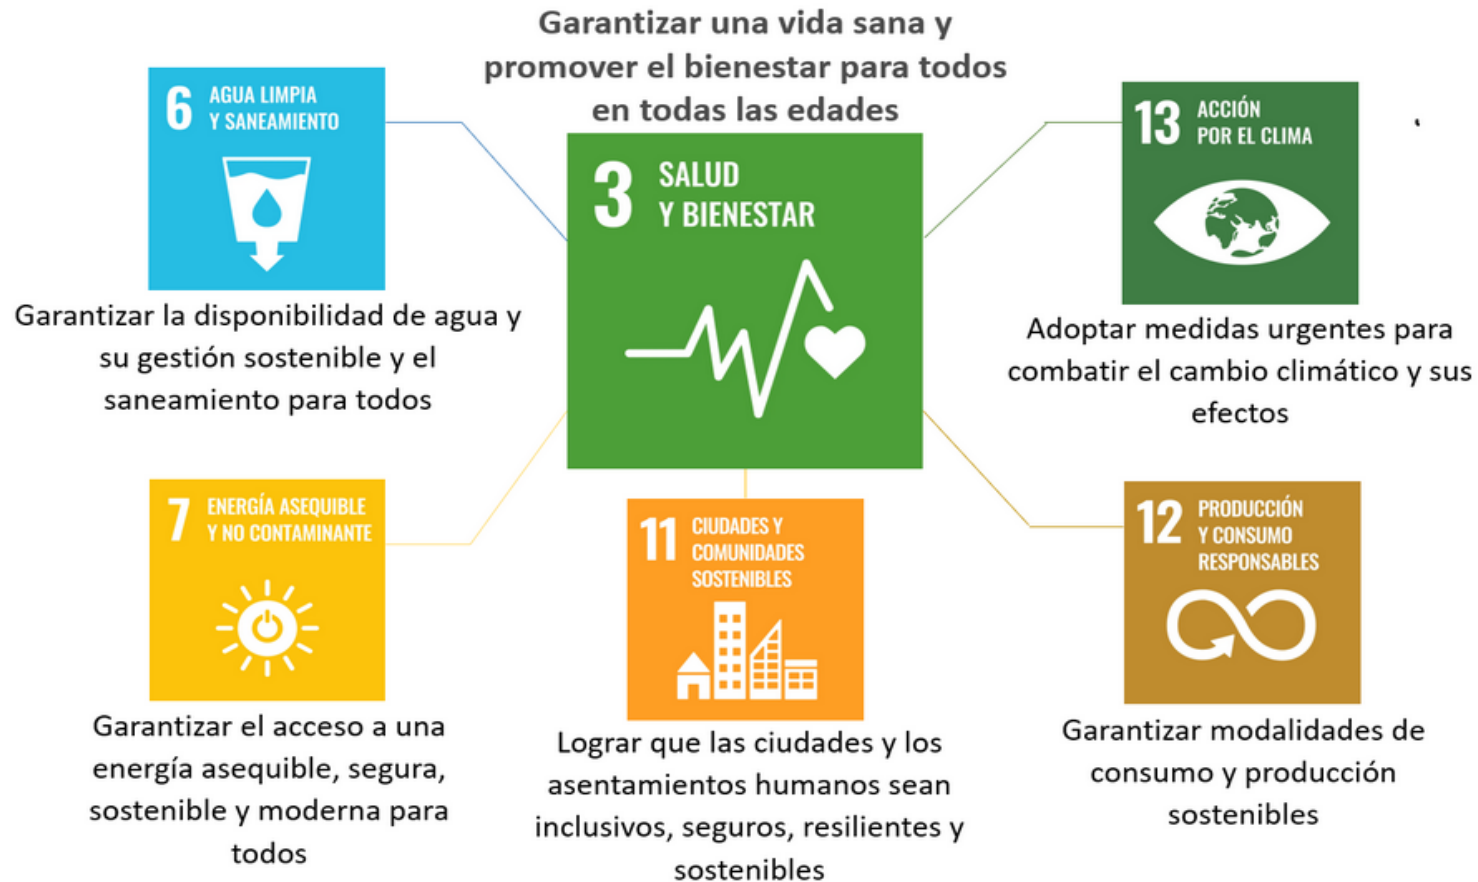 Garantizar una vida sana y
promover el bienestar para todos
en todas las edades
6 AGUA LIMPIA
Y SANEAMIENTO
Garantizar la disponibilidad de agua y
su gestión sostenible y el
saneamiento para todos
3 SALUD
Y BIENESTAR
13 ACCIÓN
POR EL CLIMA
Adoptar medidas urgentes para
combatir el cambio climático y sus
efectos
7 ENERGÍA ASEQUIBLE
Y NO CONTAMINANTE
Garantizar el acceso a una
energía asequible, segura,
sostenible y moderna para
todos
11 CIUDADES Y
COMUNIDADES
SOSTENIBLES
Lograr que las ciudades y los
asentamientos humanos sean
inclusivos, seguros, resilientes y
sostenibles
12 PRODUCCIÓN
Y CONSUMO
RESPONSABLES
Garantizar modalidades de
consumo y producción
sostenibles